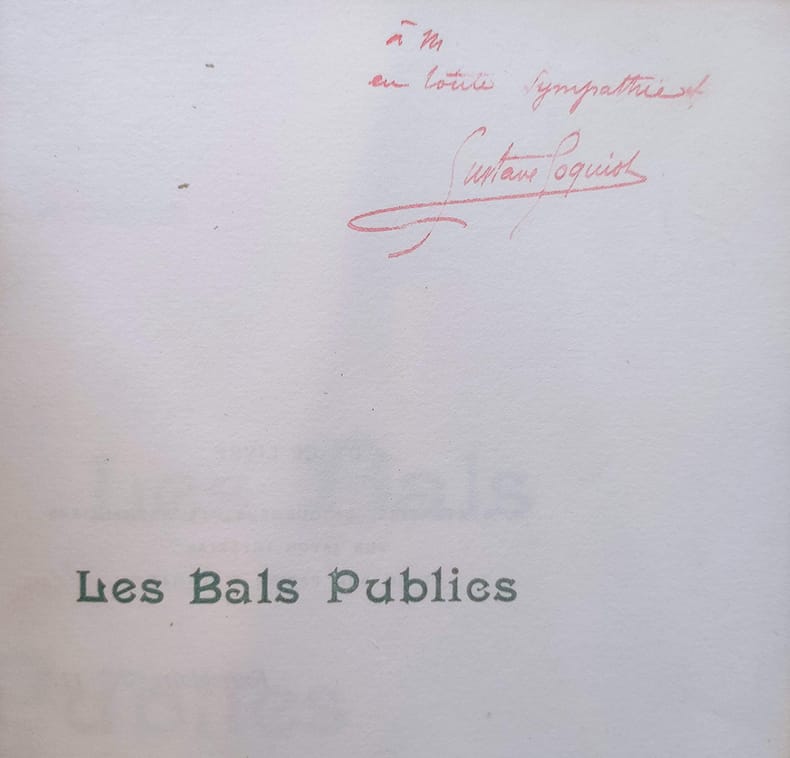 à M
en toute sympathie
Gustave Coquiot
Les Bals Publics